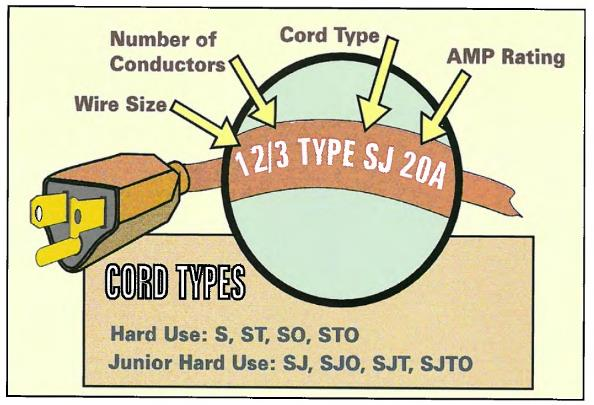 Number of
Conductors
Cord Type
AMP Rating
Wire Size
12/3 TYPE SJ 20A
CORD TYPES
Hard Use: S, ST, SO, STO
Junior Hard Use: SJ, SJO, SJT, SJTO